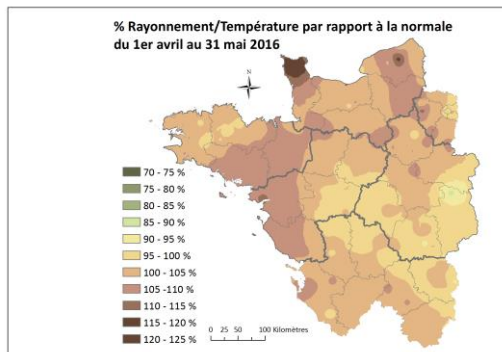 % Rayonnement/Température par rapport à la normale
du 1er avril au 31 mai 2016
N
70 - 75 %
75 - 80 %
80 - 85 %
85 - 90 %
90 - 95 %
95 - 100 %
100 - 105 %
105 -110 %
110 - 115 %
115 - 120 %
120 - 125 %
0 50 100 Kilomètres